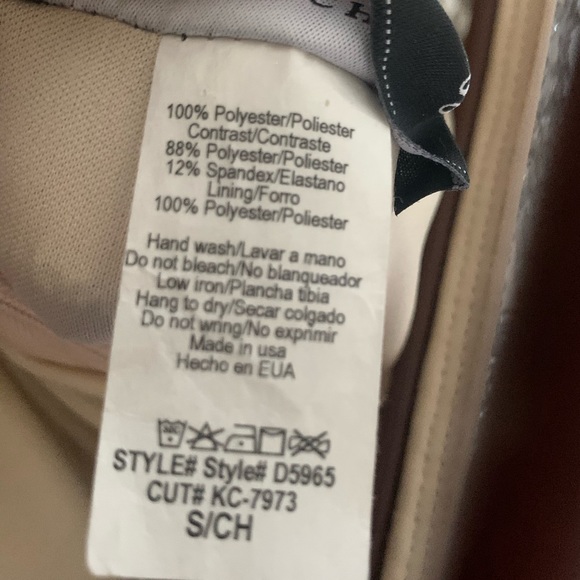 100% Polyester/Poliester
Contrast/Contraste
88% Polyester/Poliester
12% Spandex/Elastano
Lining/Forro
100% Polyester/Poliester
Hand wash/Lavar a mano
Do not bleach/No blanqueador
Low iron/Plancha tibia
Hang to dry/Secar colgado
Do not wring/No exprimir
Made in usa
Hecho en EUA
STYLE# Style# D5965
CUT# KC-7973
S/CH